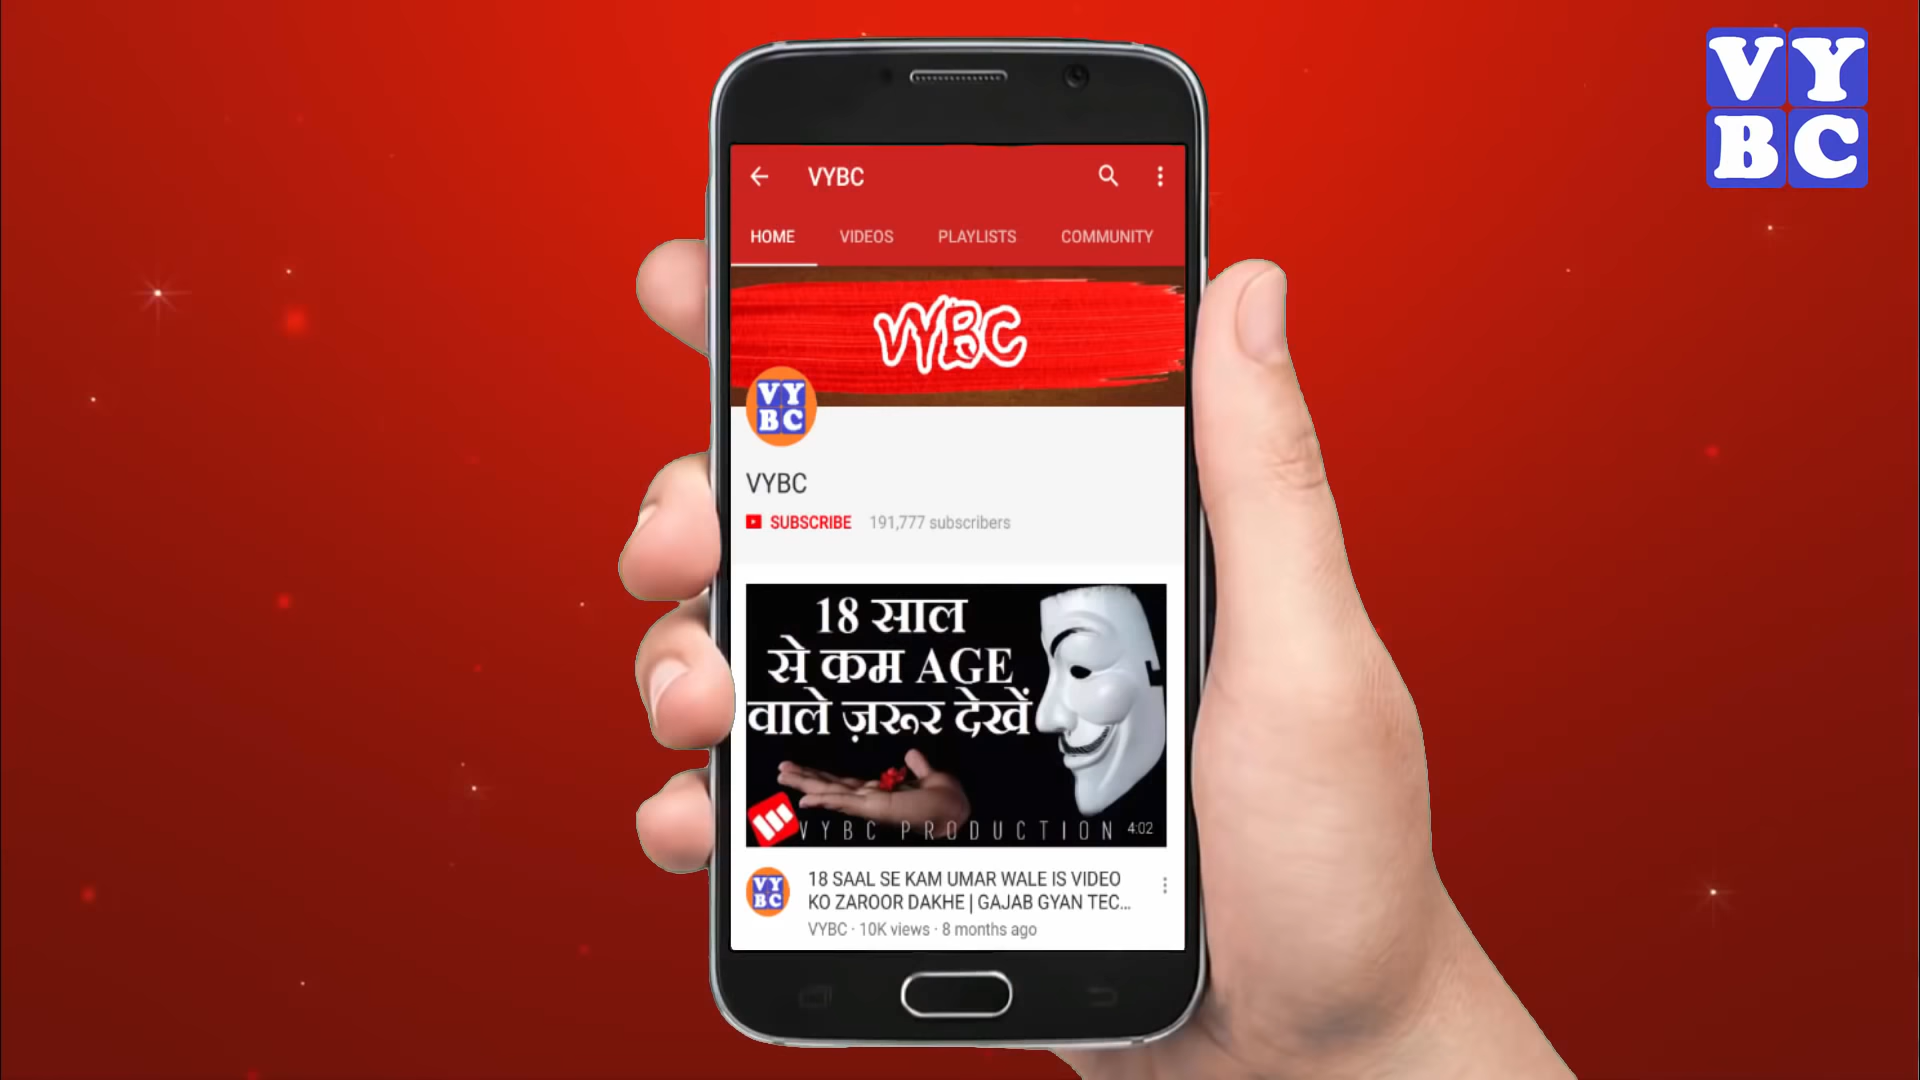 VY
BC
VYBC
HOME VIDEOS PLAYLISTS COMMUNITY
VYBC
VY
BC
VYBC
SUBSCRIBE 191,777 subscribers
18 साल
से कम AGE
वाले ज़रूर देखें
VYBC PRODUCTION 4:02
VY
BC
18 SAAL SE KAM UMAR WALE IS VIDEO
KO ZAROOR DAKHE | GAJAB GYAN TEC...
VYBC · 10K views · 8 months ago